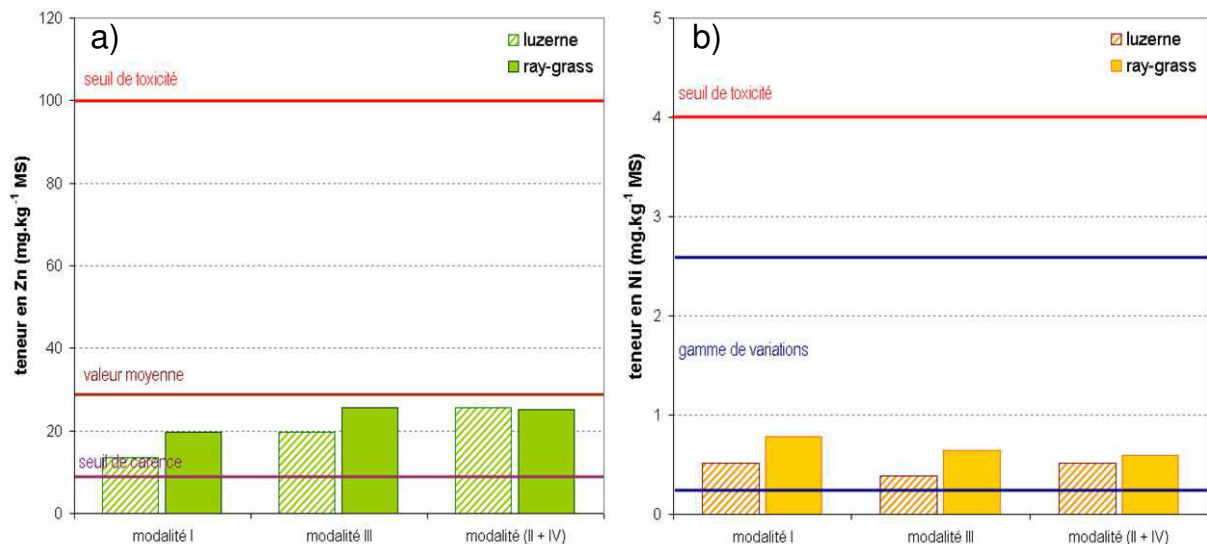 a)
luzerne
ray-grass
seuil de toxicité
valeur moyenne
seuil de carence
teneur en Zn (mg.kg⁻¹ MS)
120
100
80
60
40
20
0
modalité I
modalité III
modalité (II + IV)
b)
luzerne
ray-grass
seuil de toxicité
gamme de variations
teneur en Ni (mg.kg⁻¹ MS)
5
4
3
2
1
0
modalité I
modalité III
modalité (II + IV)